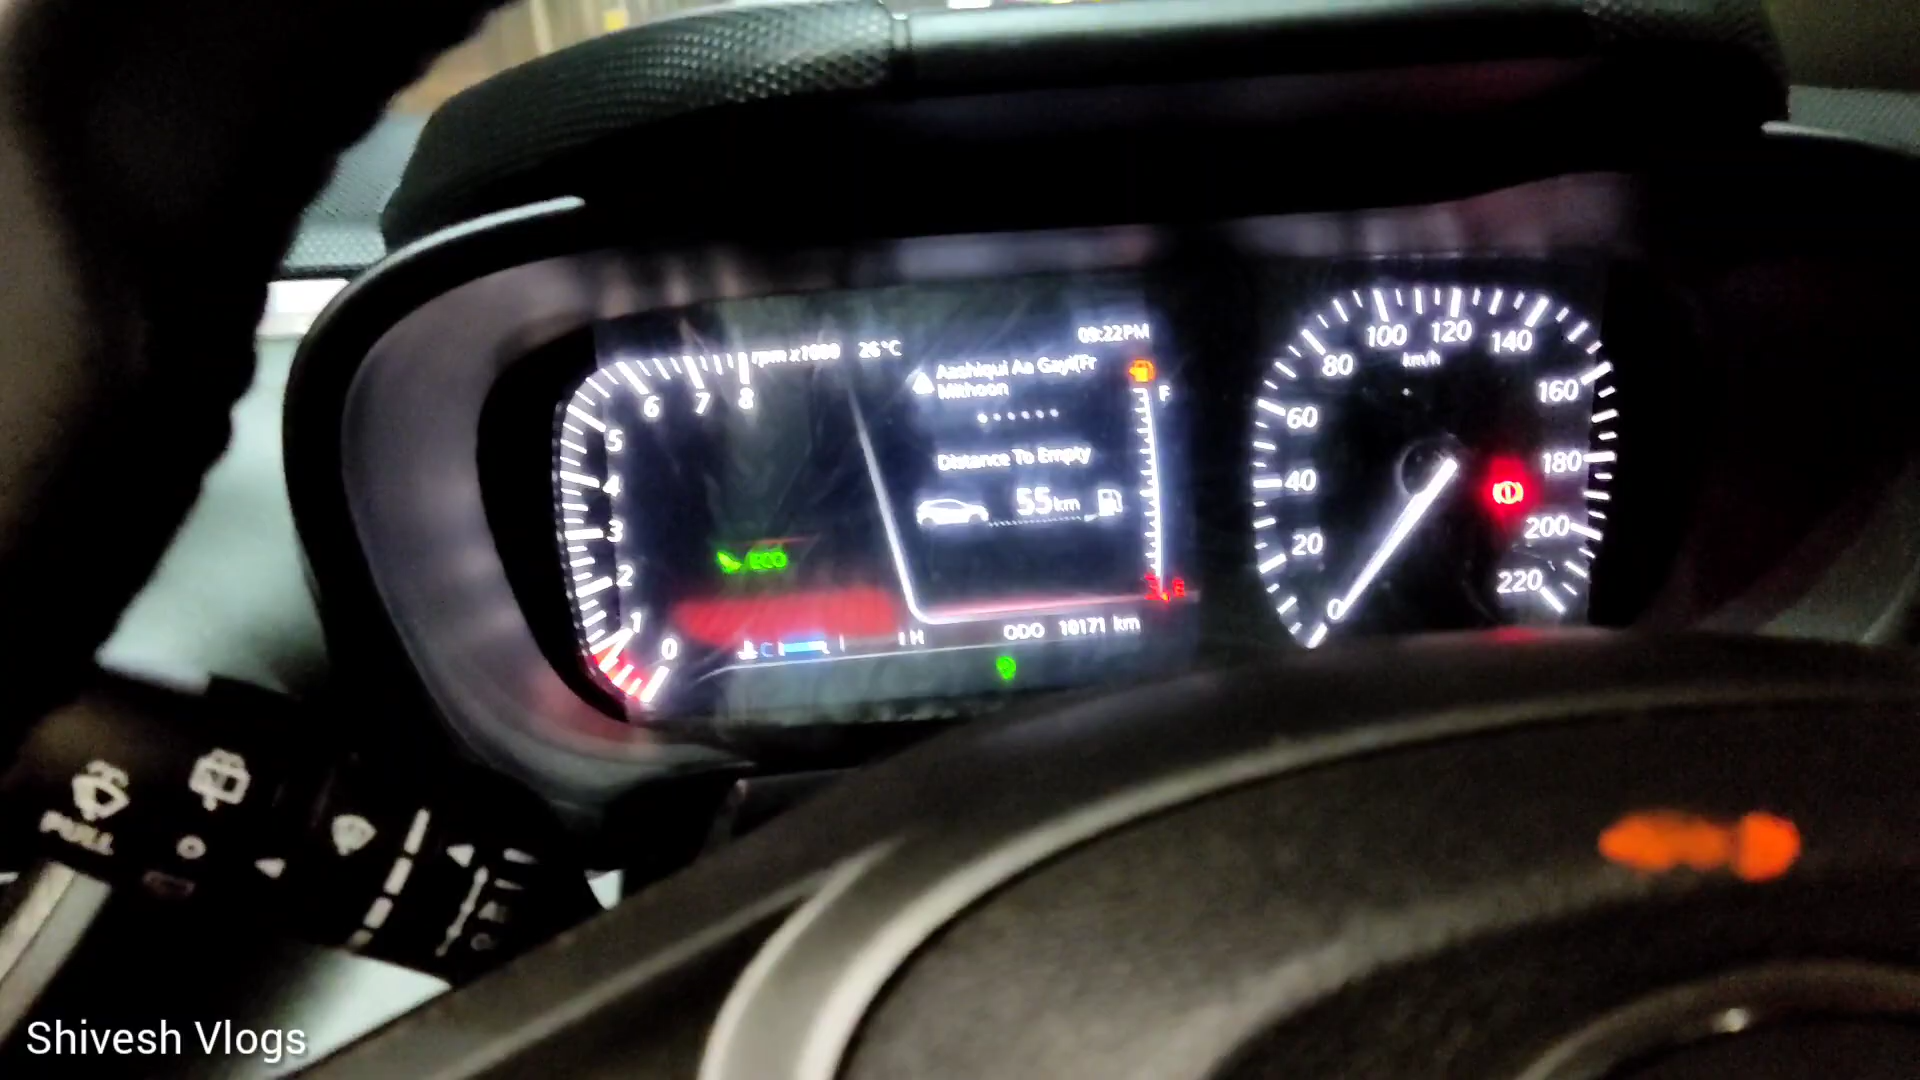 09:22PM
rpm x1000 26°C
Aashiqui Aa Gayi(Fr
Mithoon
Distance To Empty
55km
F
ECO
C H
ODO 10171 km
0
1
2
3
4
5
6 7 8
0
20
40
60
80
100
120
140
160
180
200
220
km/h
PULL
Shivesh Vlogs